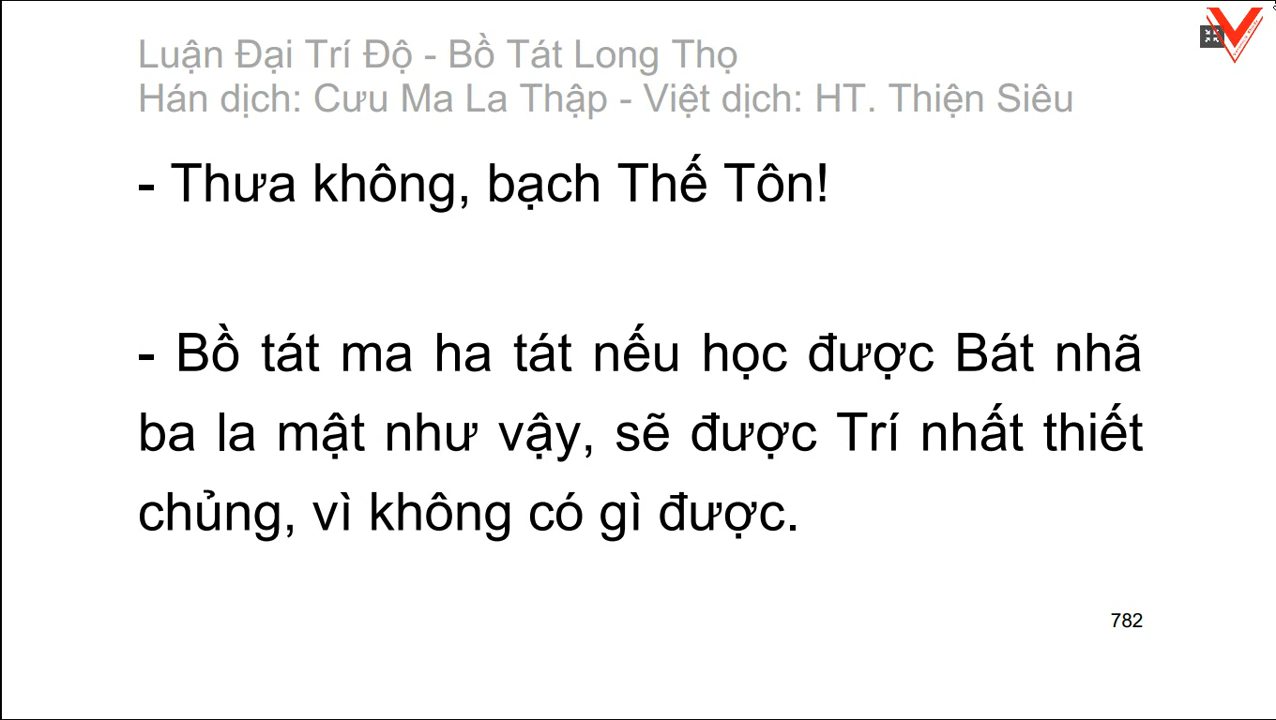 Luận Đại Trí Độ - Bồ Tát Long Thọ
Hán dịch: Cưu Ma La Thập - Việt dịch: HT. Thiện Siêu
- Thưa không, bạch Thế Tôn!
- Bồ tát ma ha tát nếu học được Bát nhã
ba la mật như vậy, sẽ được Trí nhất thiết
chủng, vì không có gì được.
782